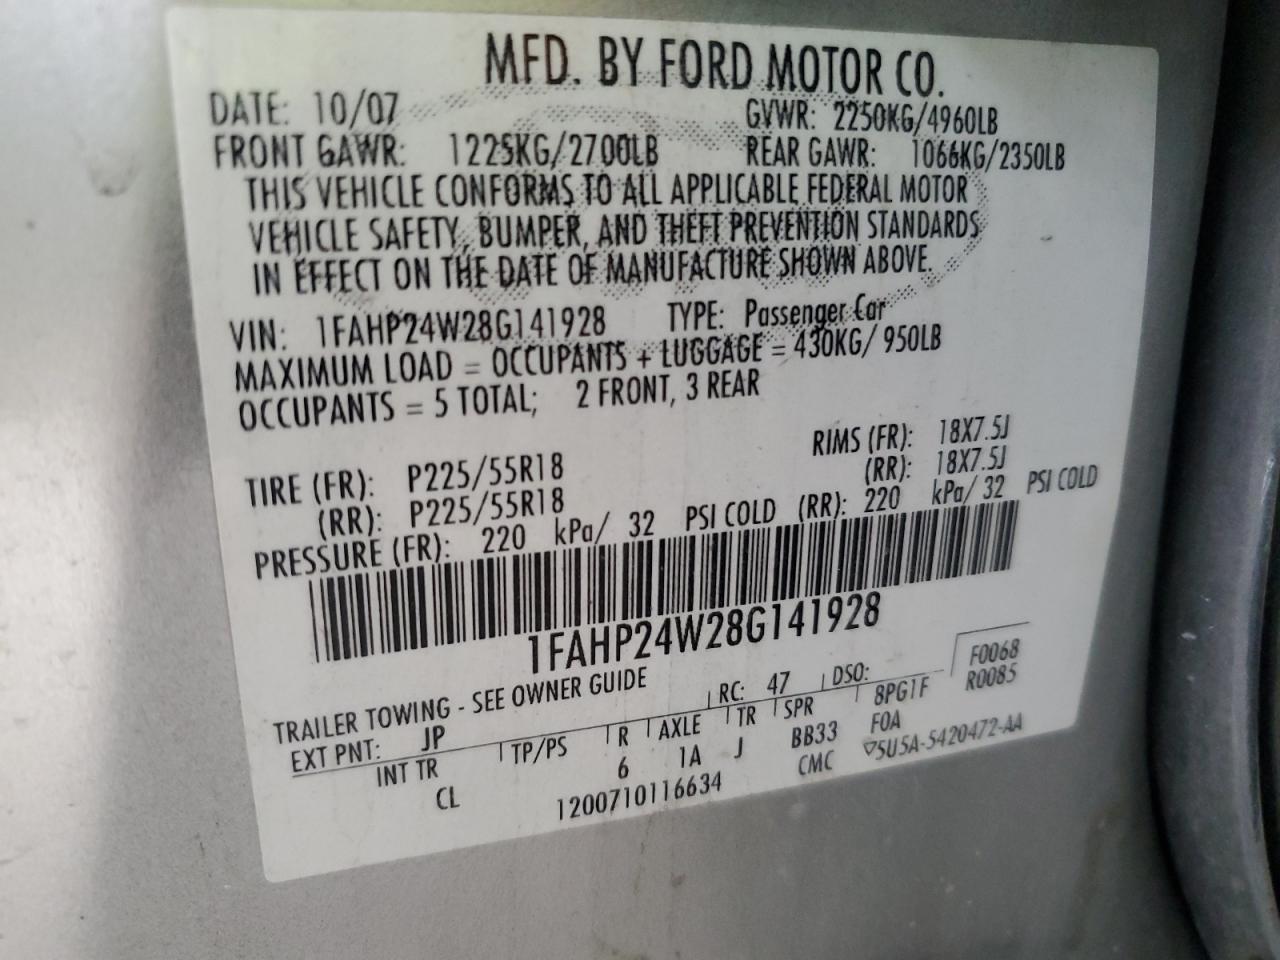 MFD. BY FORD MOTOR CO.
DATE: 10/07 GVWR: 2250KG/4960LB
FRONT GAWR: 1225KG/2700LB REAR GAWR: 1066KG/2350LB
THIS VEHICLE CONFORMS TO ALL APPLICABLE FEDERAL MOTOR
VEHICLE SAFETY, BUMPER, AND THEFT PREVENTION STANDARDS
IN EFFECT ON THE DATE OF MANUFACTURE SHOWN ABOVE.
VIN: 1FAHP24W28G141928 TYPE: Passenger Car
MAXIMUM LOAD = OCCUPANTS + LUGGAGE = 430KG/ 950LB
OCCUPANTS = 5 TOTAL; 2 FRONT, 3 REAR
TIRE (FR): P225/55R18 RIMS (FR): 18X7.5J
(RR): P225/55R18 (RR): 18X7.5J
PRESSURE (FR): 220 kPa/ 32 PSI COLD (RR): 220 kPa/ 32 PSI COLD
1FAHP24W28G141928
TRAILER TOWING - SEE OWNER GUIDE F0068
EXT PNT: JP RC: 47 DSO: R0085
INT TR TP/PS R AXLE TR SPR 8PG1F
CL 6 1A J BB33 FOA
1200710116634 CMC ▽5U5A-5420472-AA